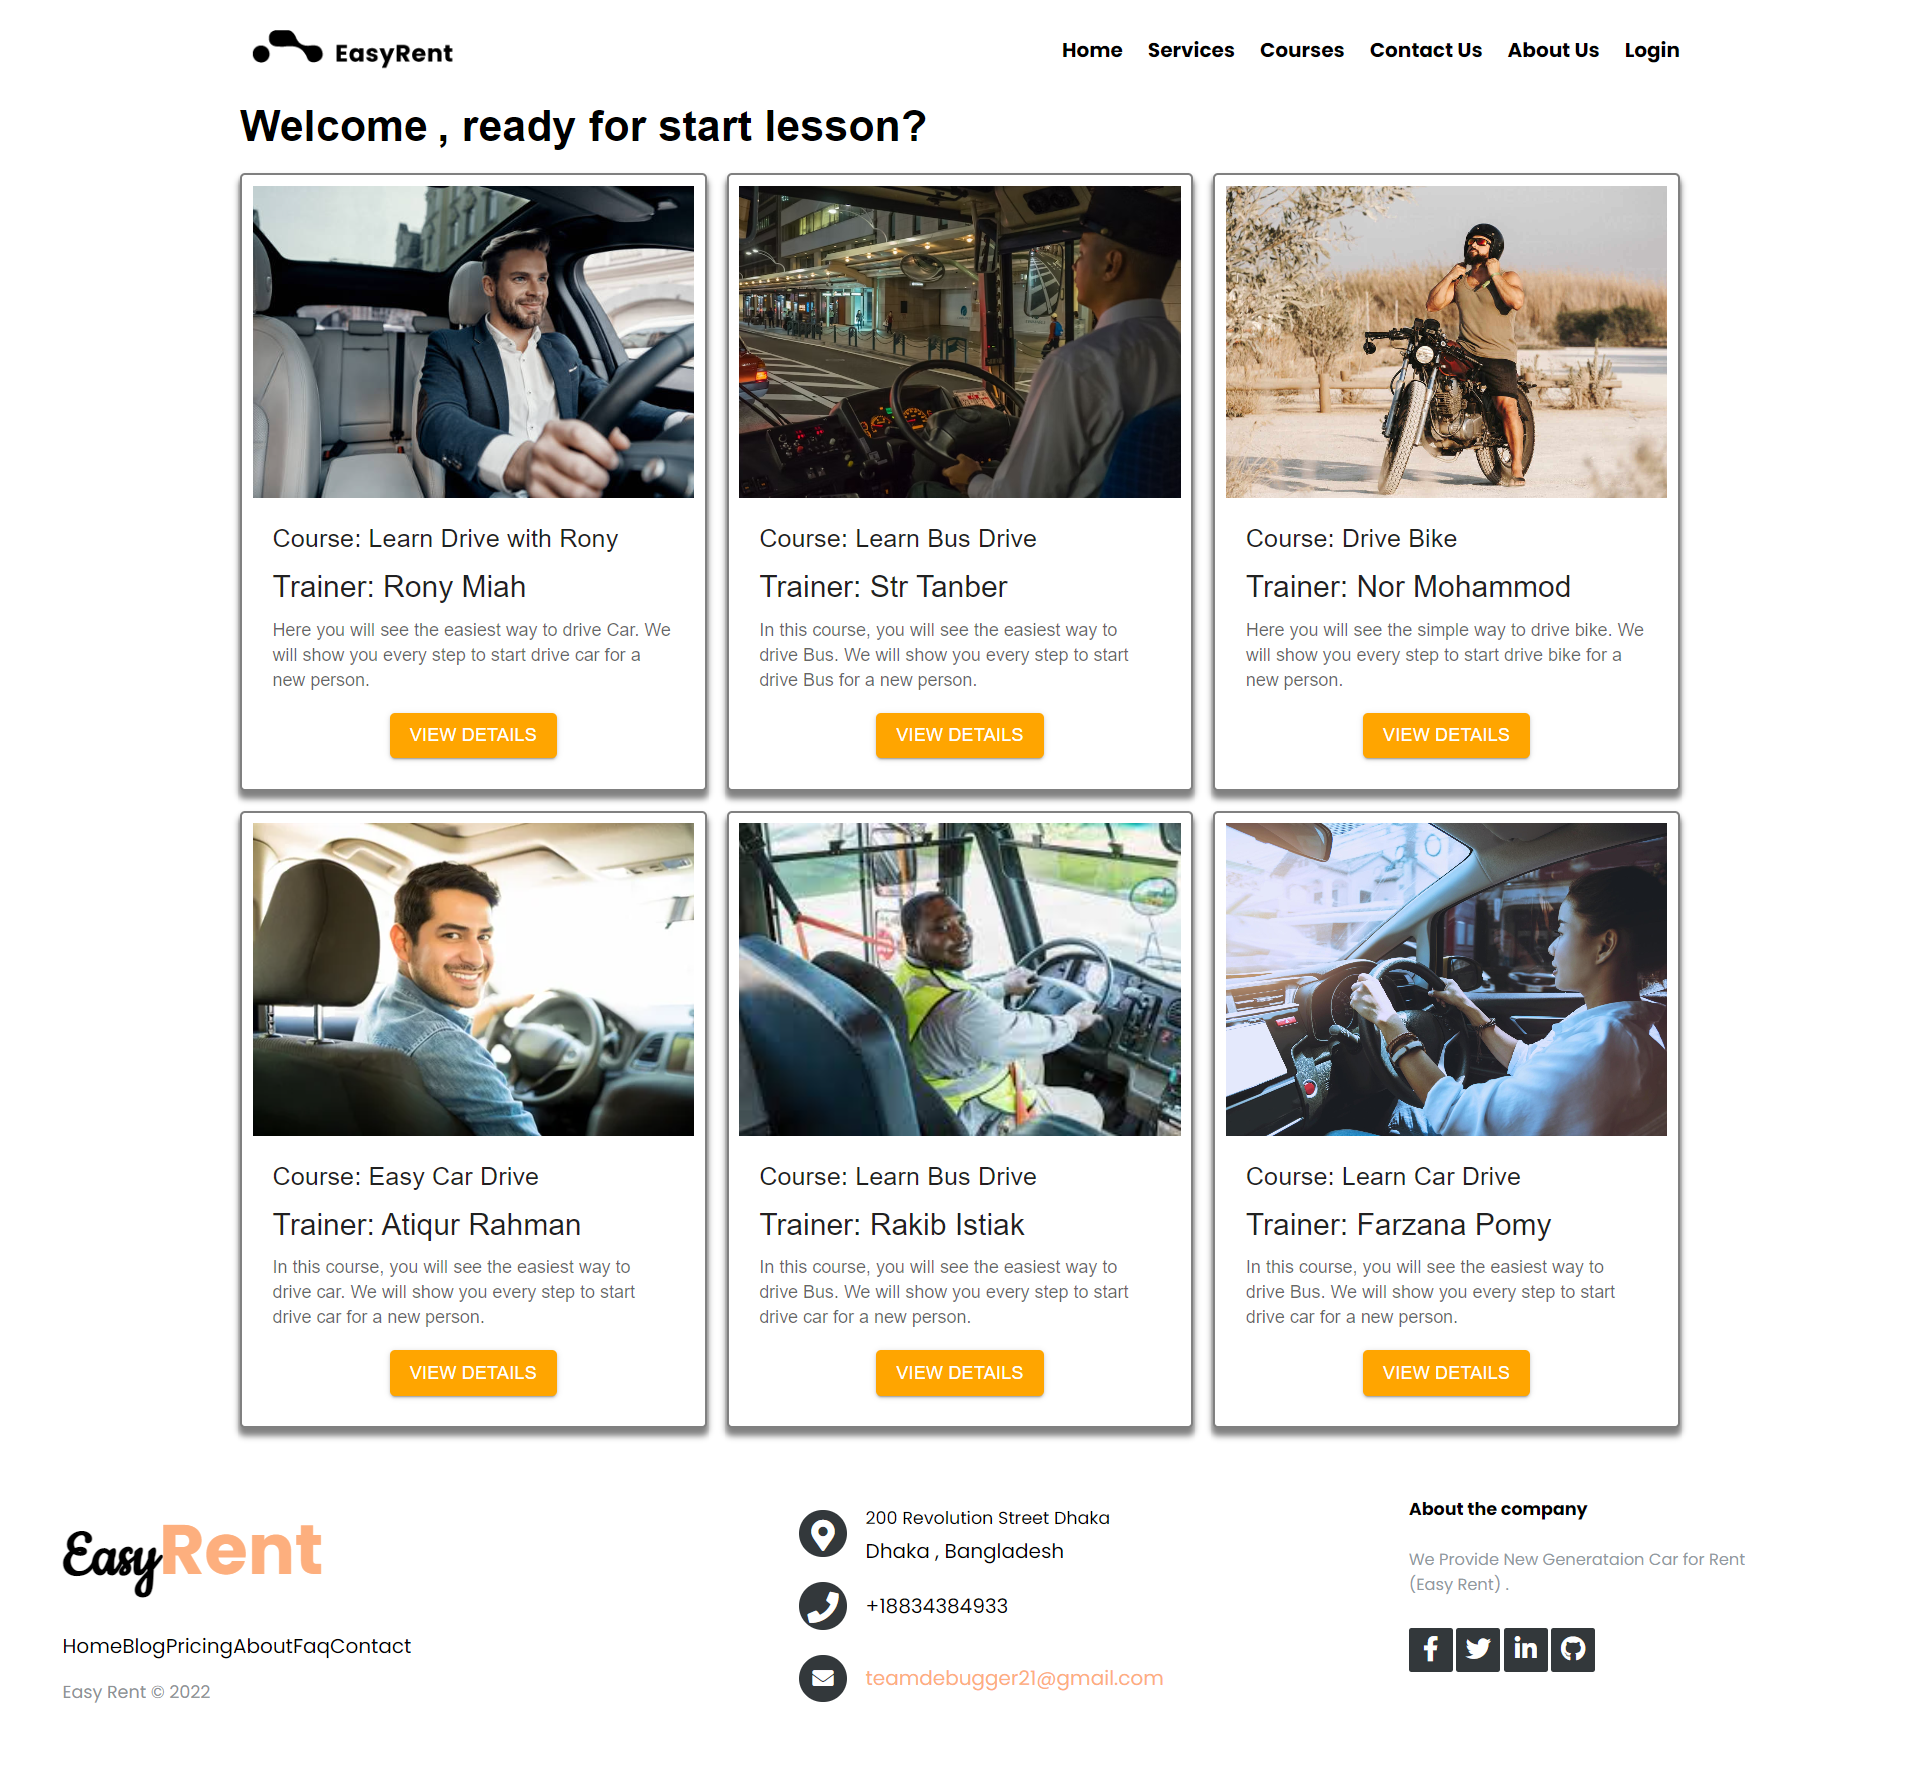 EasyRent
Home Services Courses Contact Us About Us Login
Welcome , ready for start lesson?
Course: Learn Drive with Rony
Trainer: Rony Miah
Here you will see the easiest way to drive Car. We
will show you every step to start drive car for a
new person.
VIEW DETAILS
Course: Learn Bus Drive
Trainer: Str Tanber
In this course, you will see the easiest way to
drive Bus. We will show you every step to start
drive Bus for a new person.
VIEW DETAILS
Course: Drive Bike
Trainer: Nor Mohammod
Here you will see the simple way to drive bike. We
will show you every step to start drive bike for a
new person.
VIEW DETAILS
Course: Easy Car Drive
Trainer: Atiqur Rahman
In this course, you will see the easiest way to
drive car. We will show you every step to start
drive car for a new person.
VIEW DETAILS
Course: Learn Bus Drive
Trainer: Rakib Istiak
In this course, you will see the easiest way to
drive Bus. We will show you every step to start
drive car for a new person.
VIEW DETAILS
Course: Learn Car Drive
Trainer: Farzana Pomy
In this course, you will see the easiest way to
drive Bus. We will show you every step to start
drive car for a new person.
VIEW DETAILS
EasyRent
HomeBlogPricingAboutFaqContact
Easy Rent © 2022
200 Revolution Street Dhaka
Dhaka , Bangladesh
+18834384933
teamdebugger21@gmail.com
About the company
We Provide New Generataion Car for Rent
(Easy Rent) .